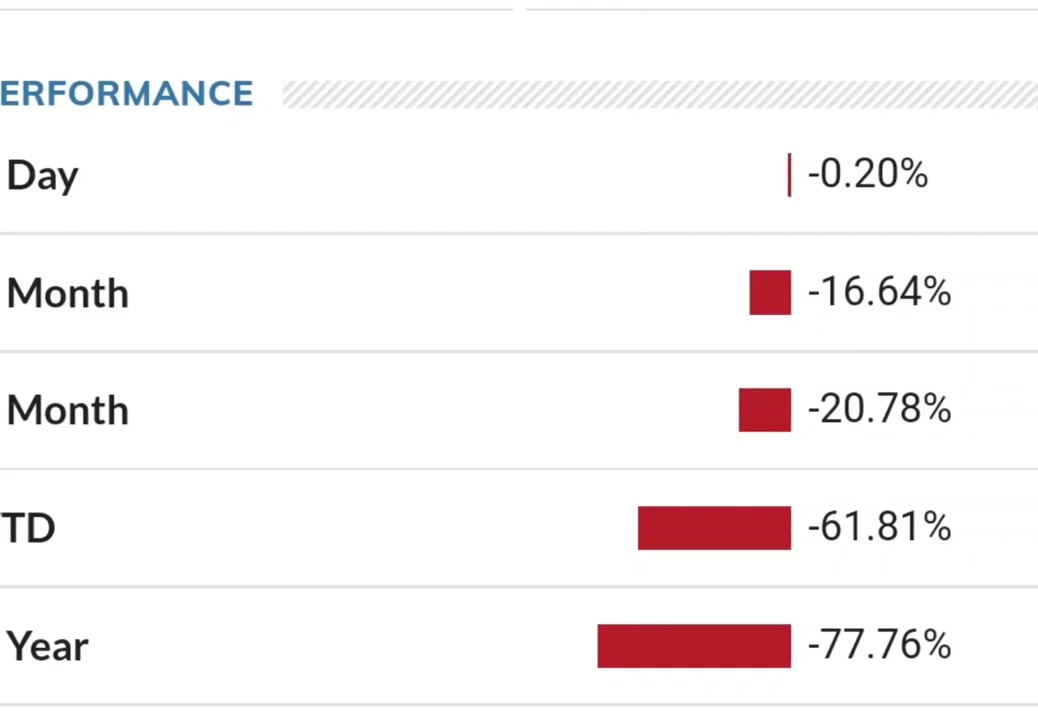 ERFORMANCE
Day -0.20%
Month -16.64%
Month -20.78%
TD -61.81%
Year -77.76%